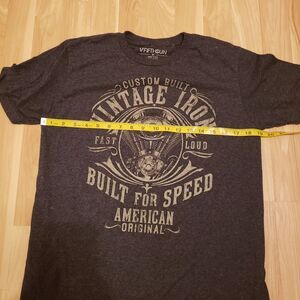 CUSTOM BUILT
VINTAGE IRON
FAST
LOUD
BUILT FOR SPEED
AMERICAN
ORIGINAL